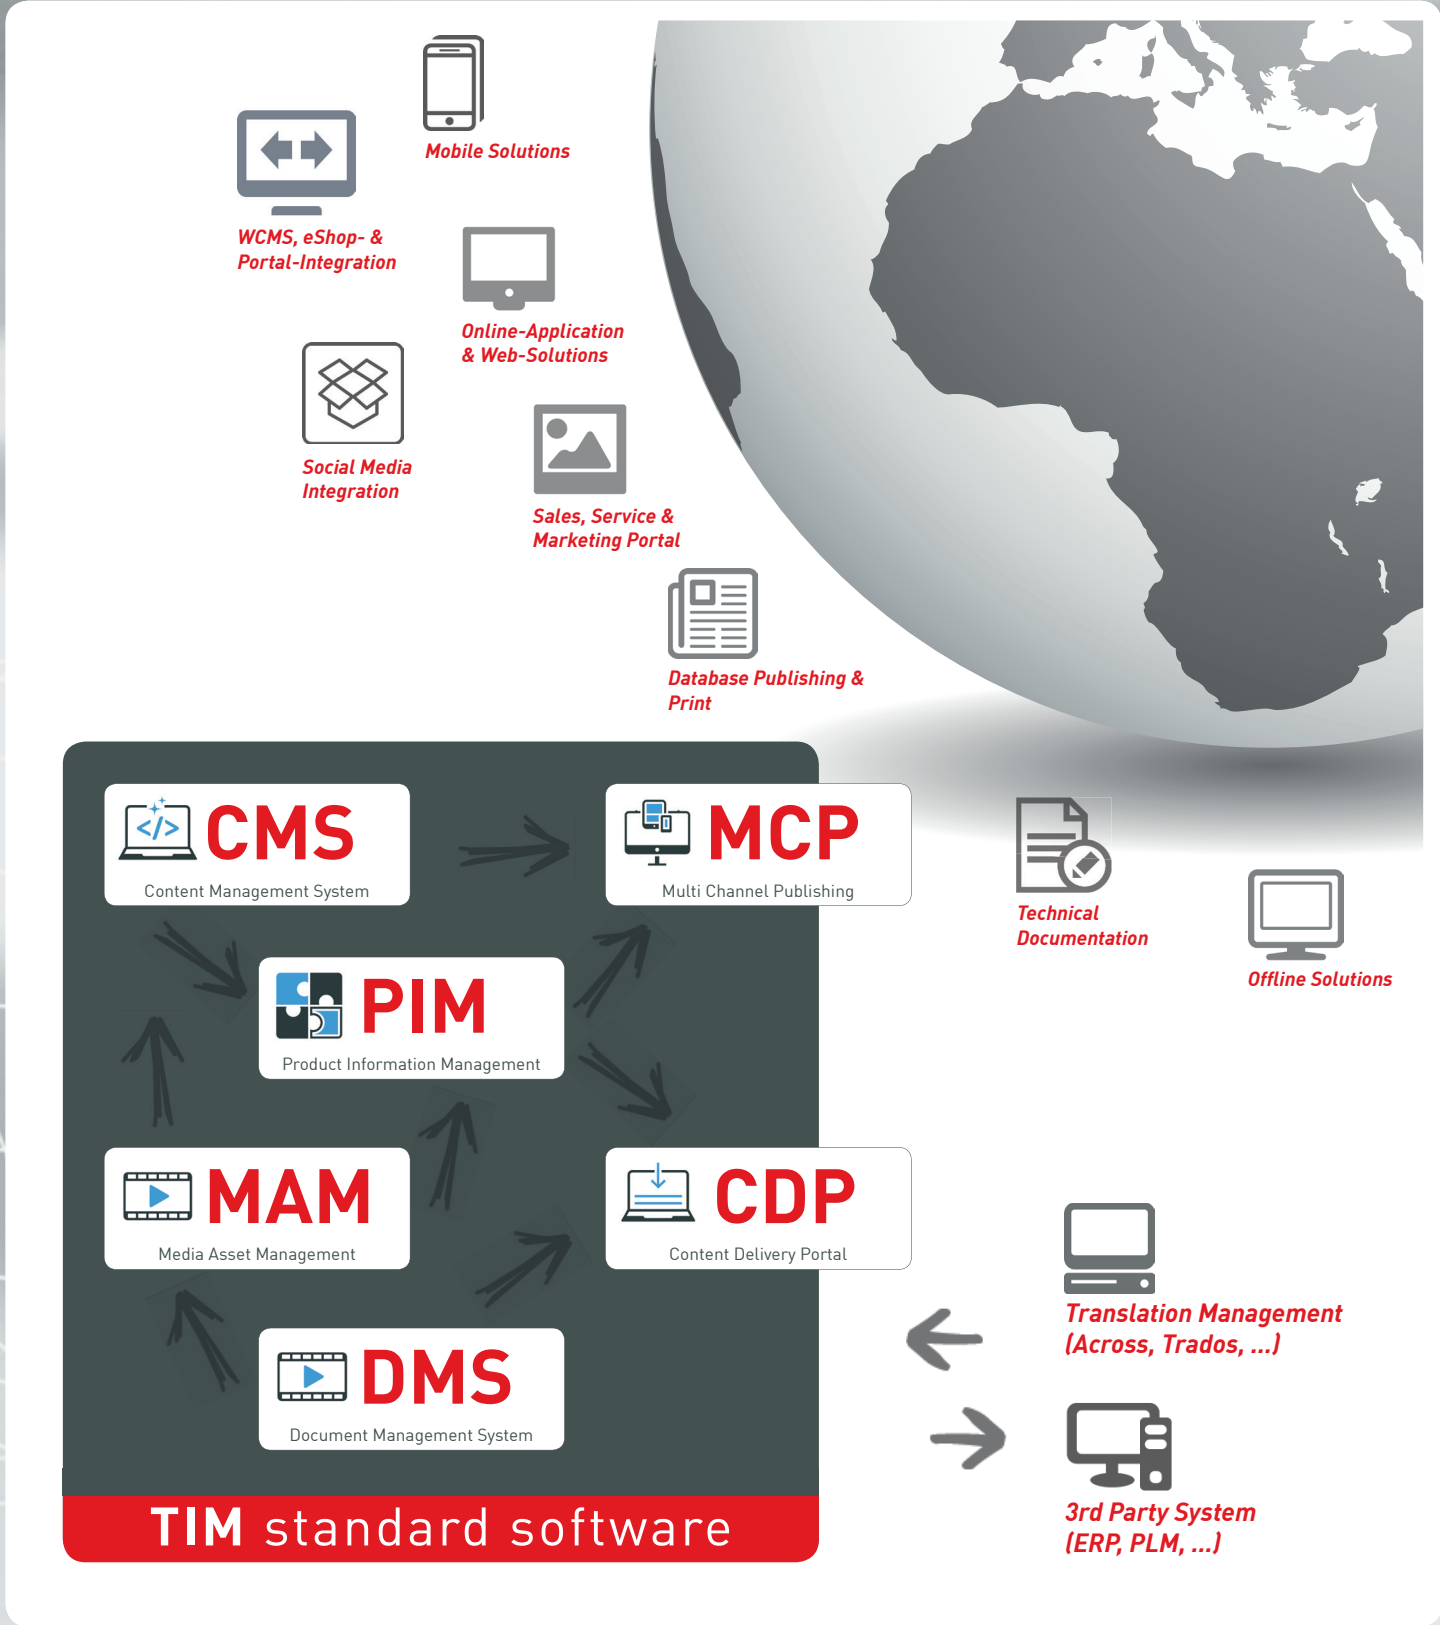 Mobile Solutions
WCMS, eShop- &
Portal-Integration
Online-Application
& Web-Solutions
Social Media
Integration
Sales, Service &
Marketing Portal
Database Publishing &
Print
CMS
Content Management System
MCP
Multi Channel Publishing
Technical
Documentation
Offline Solutions
PIM
Product Information Management
MAM
Media Asset Management
CDP
Content Delivery Portal
Translation Management
(Across, Trados, ...)
DMS
Document Management System
3rd Party System
(ERP, PLM, ...)
TIM standard software